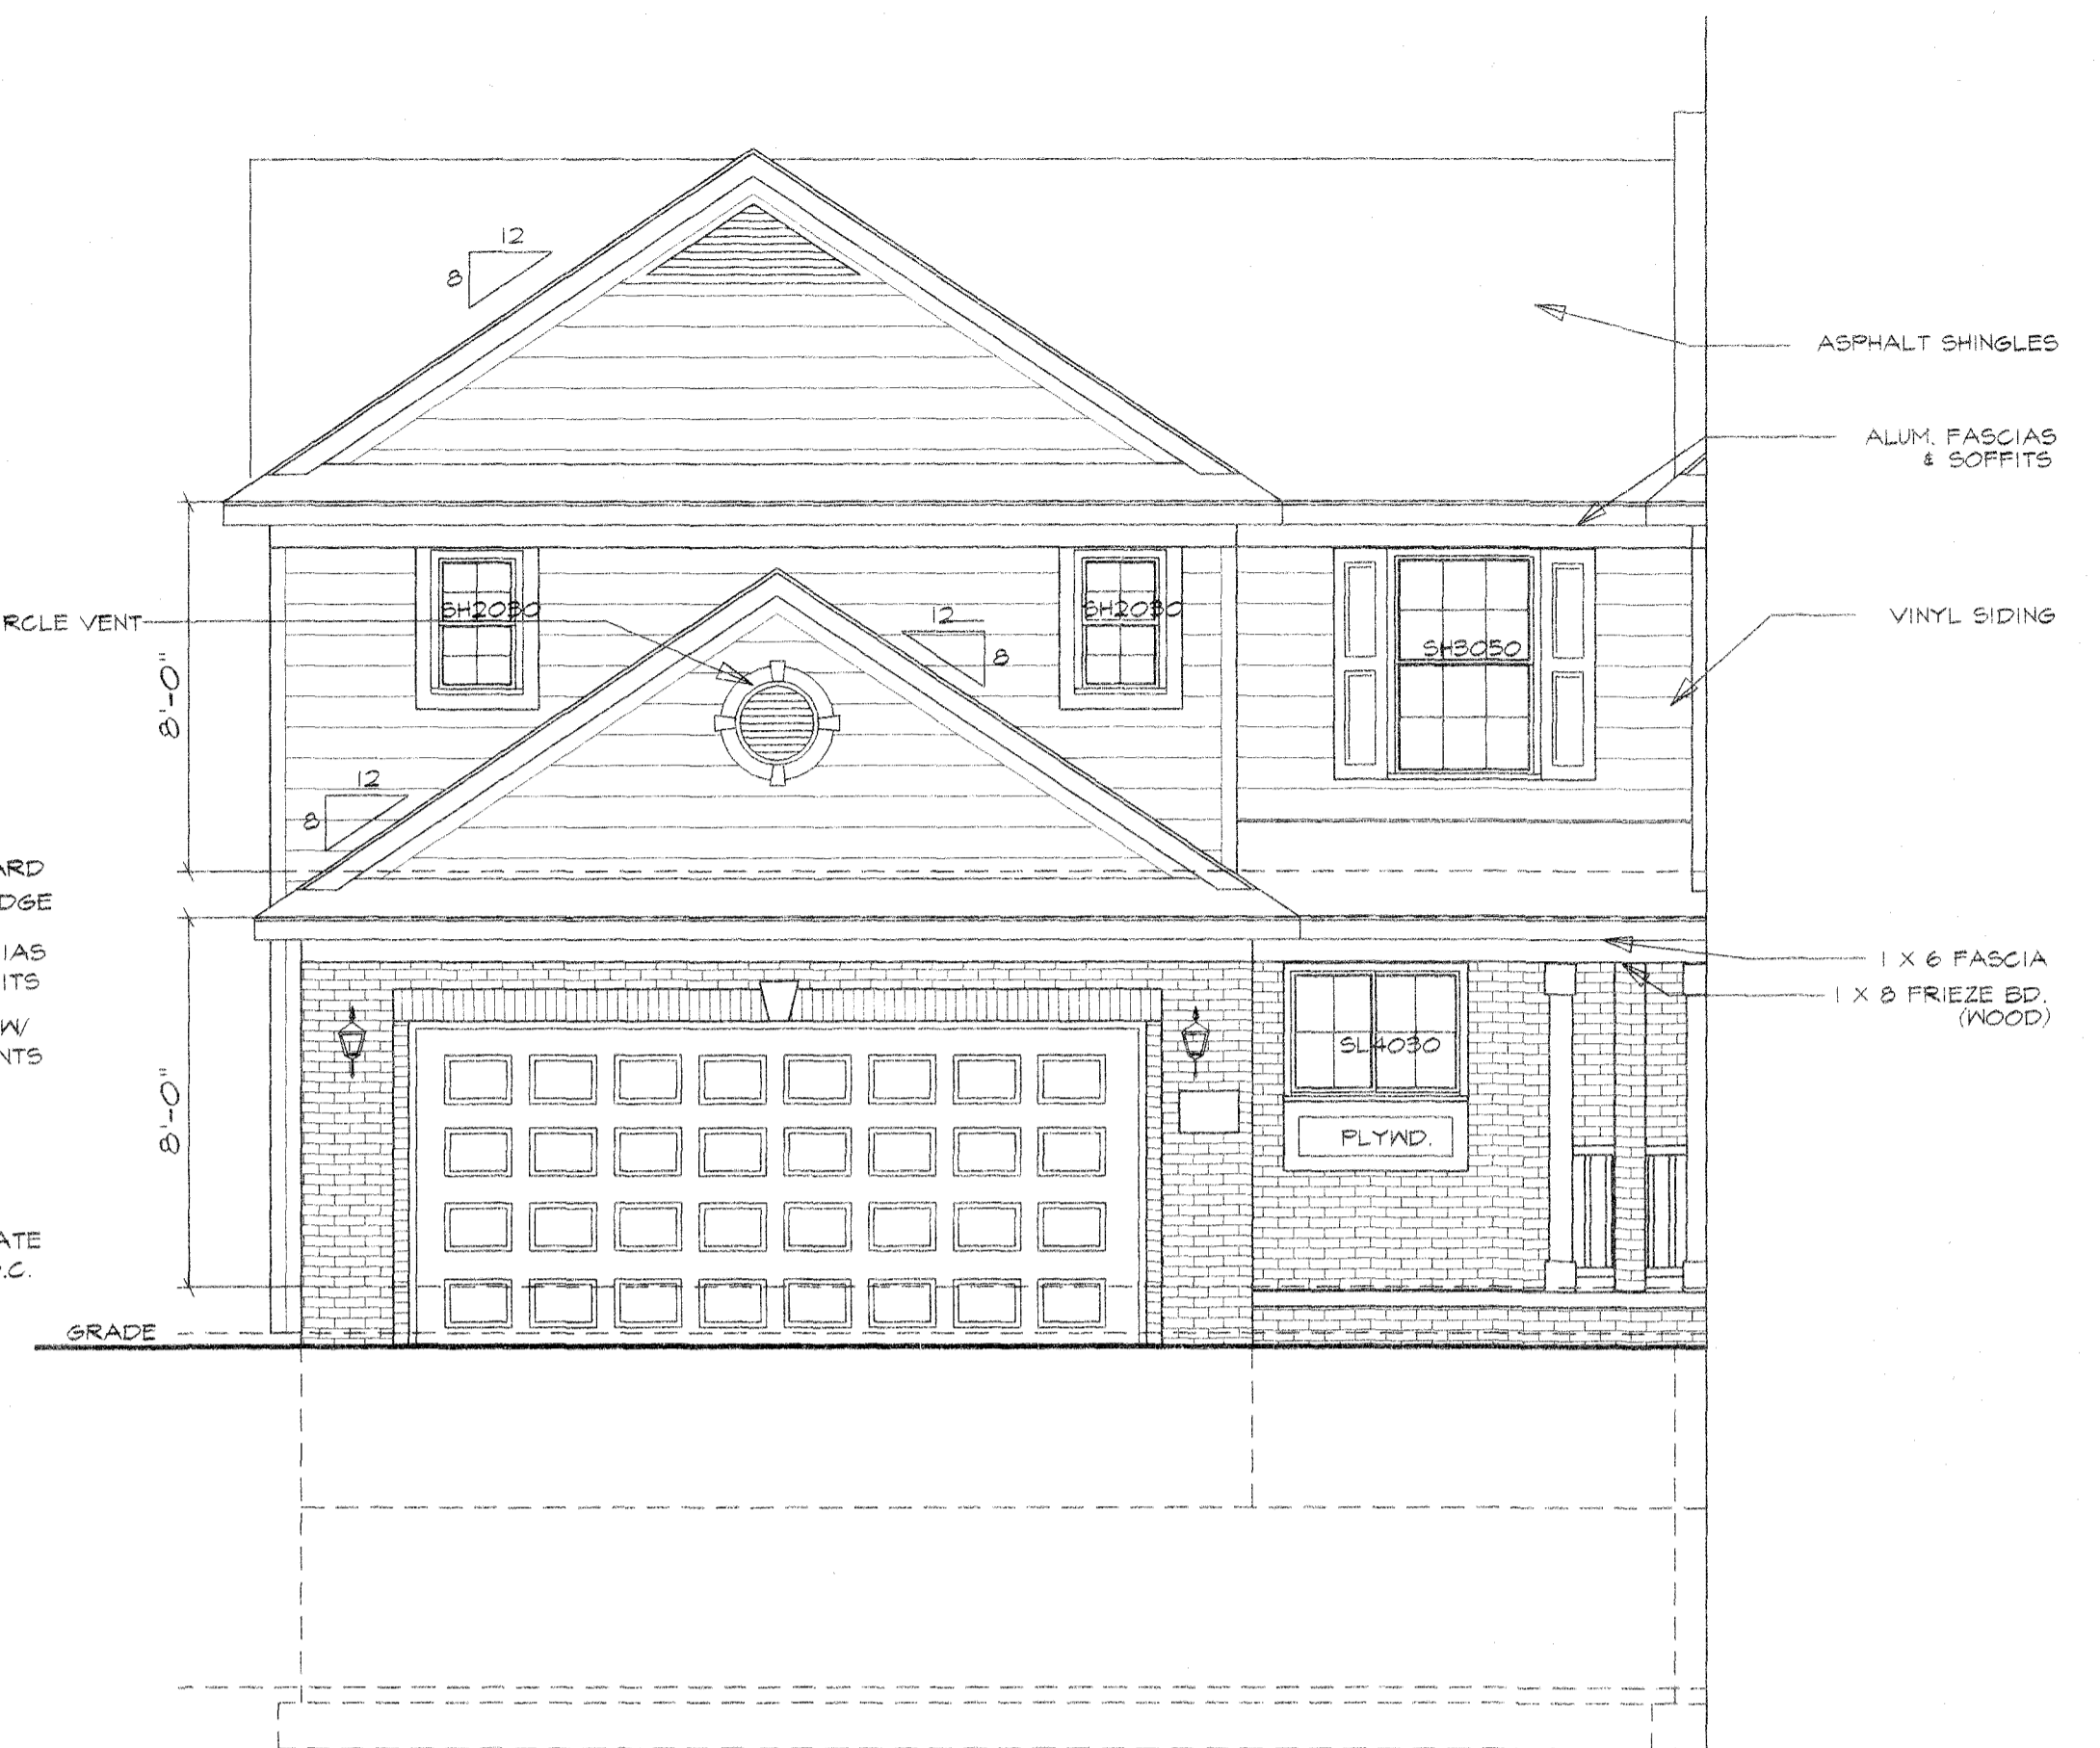 12
8
ASPHALT SHINGLES
ALUM. FASCIAS
& SOFFITS
SH2030
SH2030
12
8
RCLE VENT
SH3050
VINYL SIDING
8'-0"
12
8
ARD
DGE
IAS
ITS
1 X 6 FASCIA
1 X 8 FRIEZE BD.
(WOOD)
W/
NTS
SL4030
8'-0"
PLYWD.
ATE
P.C.
GRADE